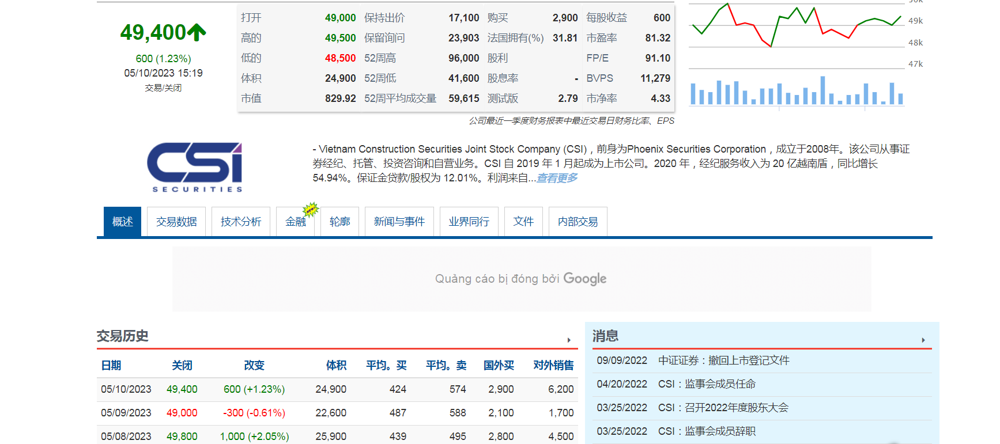 49,400
600 (1.23%)
05/10/2023 15:19
交易/关闭
打开 49,000 保持出价 17,100 购买 2,900 每股收益 600
高的 49,500 保留询问 23,903 法国拥有(%) 31.81 市盈率 81.32
低的 48,500 52周高 96,000 股利 FP/E 91.10
体积 24,900 52周低 41,600 股息率 - BVPS 11,279
市值 829.92 52周平均成交量 59,615 测试版 2.79 市净率 4.33
公司最近一季度财务报表中最近交易日财务比率、EPS
50k
49k
48k
47k
CSI
SECURITIES
- Vietnam Construction Securities Joint Stock Company (CSI)，前身为Phoenix Securities Corporation，成立于2008年。该公司从事证
券经纪、托管、投资咨询和自营业务。CSI 自 2019 年 1 月起成为上市公司。2020 年，经纪服务收入为 20 亿越南盾，同比增长
54.94%。保证金贷款/股权为 12.01%。利润来自...查看更多
概述 交易数据 技术分析 金融 NEW! 轮廓 新闻与事件 业界同行 文件 内部交易
Quảng cáo bị đóng bởi Google
交易历史
日期 关闭 改变 体积 平均。买 平均。卖 国外买 对外销售
05/10/2023 49,400 600 (+1.23%) 24,900 424 574 2,900 6,200
05/09/2023 49,000 -300 (-0.61%) 22,600 487 588 2,100 1,700
05/08/2023 49,800 1,000 (+2.05%) 25,900 439 495 2,800 4,500
消息
09/09/2022 中证证券：撤回上市登记文件
04/20/2022 CSI：监事会成员任命
03/25/2022 CSI：召开2022年度股东大会
03/25/2022 CSI：监事会成员辞职